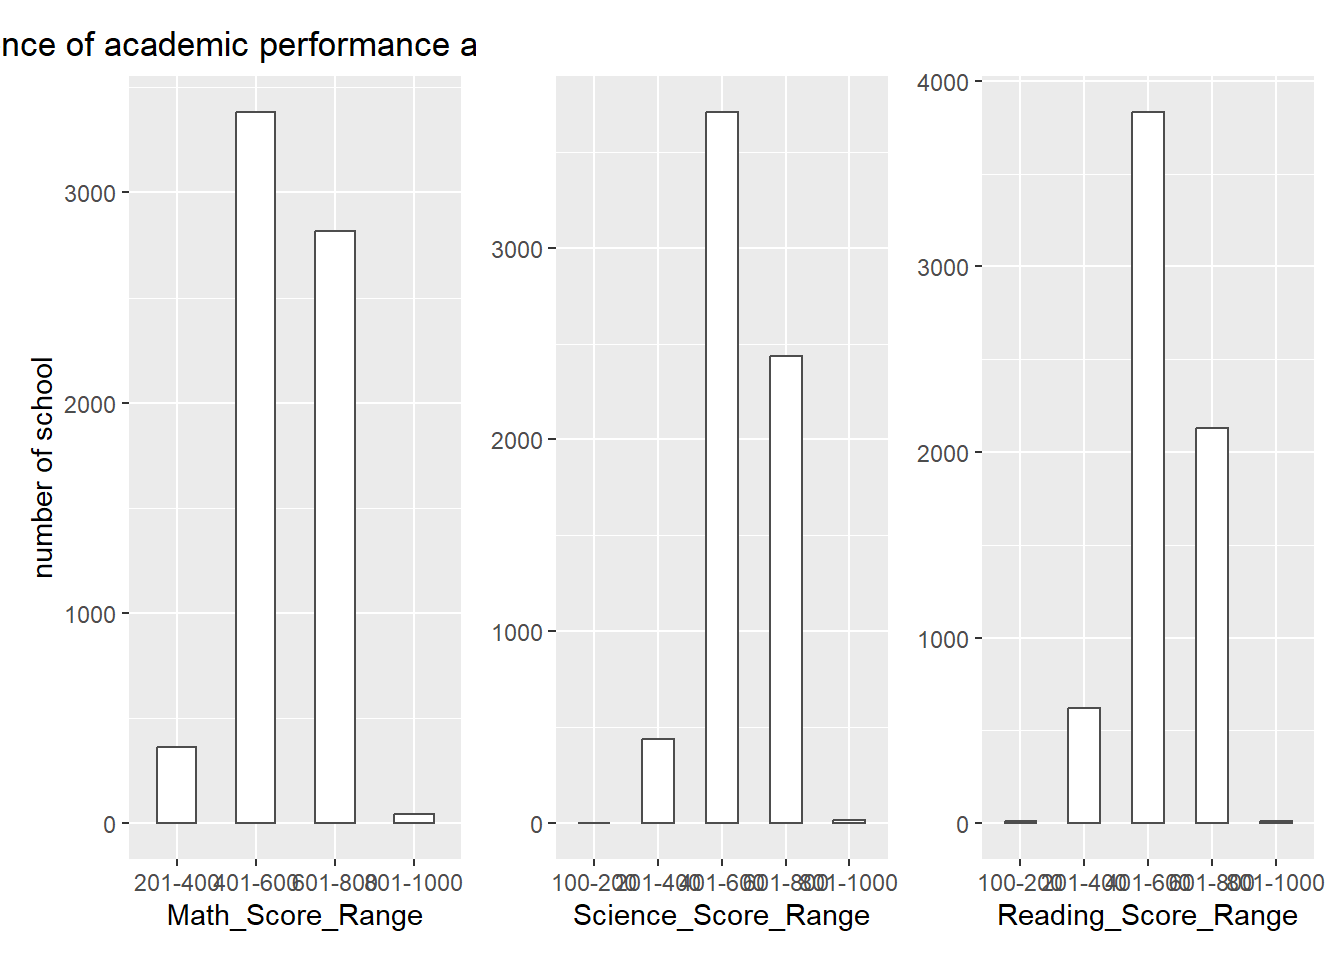 nce of academic performance a
number of school
3000
2000
1000
0
201-400 401-600 601-800 801-1000
Math_Score_Range
3000
2000
1000
0
100-200 201-400 401-600 601-800 801-1000
Science_Score_Range
4000
3000
2000
1000
0
100-200 201-400 401-600 601-800 801-1000
Reading_Score_Range